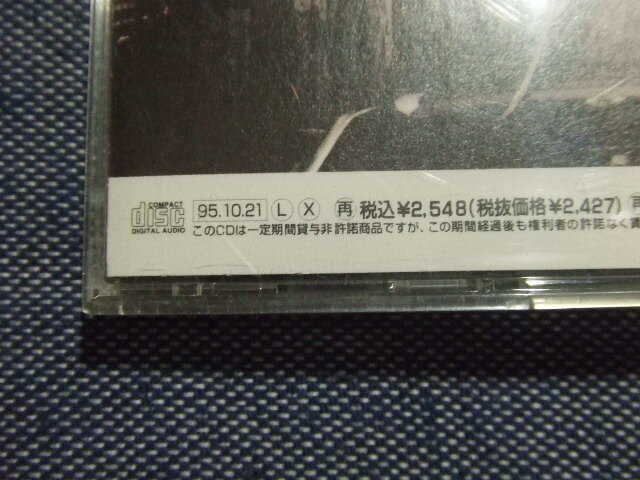 COMPACT
disc
DIGITAL AUDIO
95.10.21 Ⓛ Ⓧ 再 税込¥2,548(税抜価格¥2,427) 再
このCDは一定期間貸与非許諾商品ですが、この期間経過後も権利者の許諾なく賃